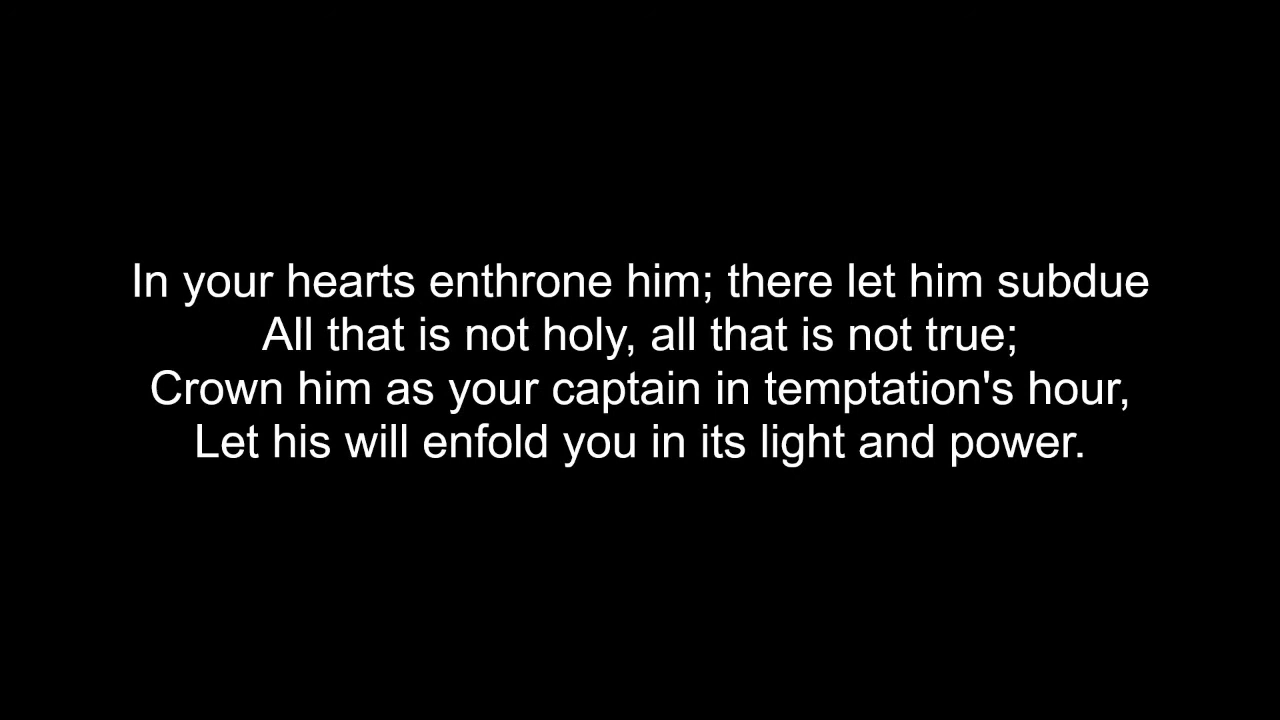 In your hearts enthrone him; there let him subdue
All that is not holy, all that is not true;
Crown him as your captain in temptation's hour,
Let his will enfold you in its light and power.